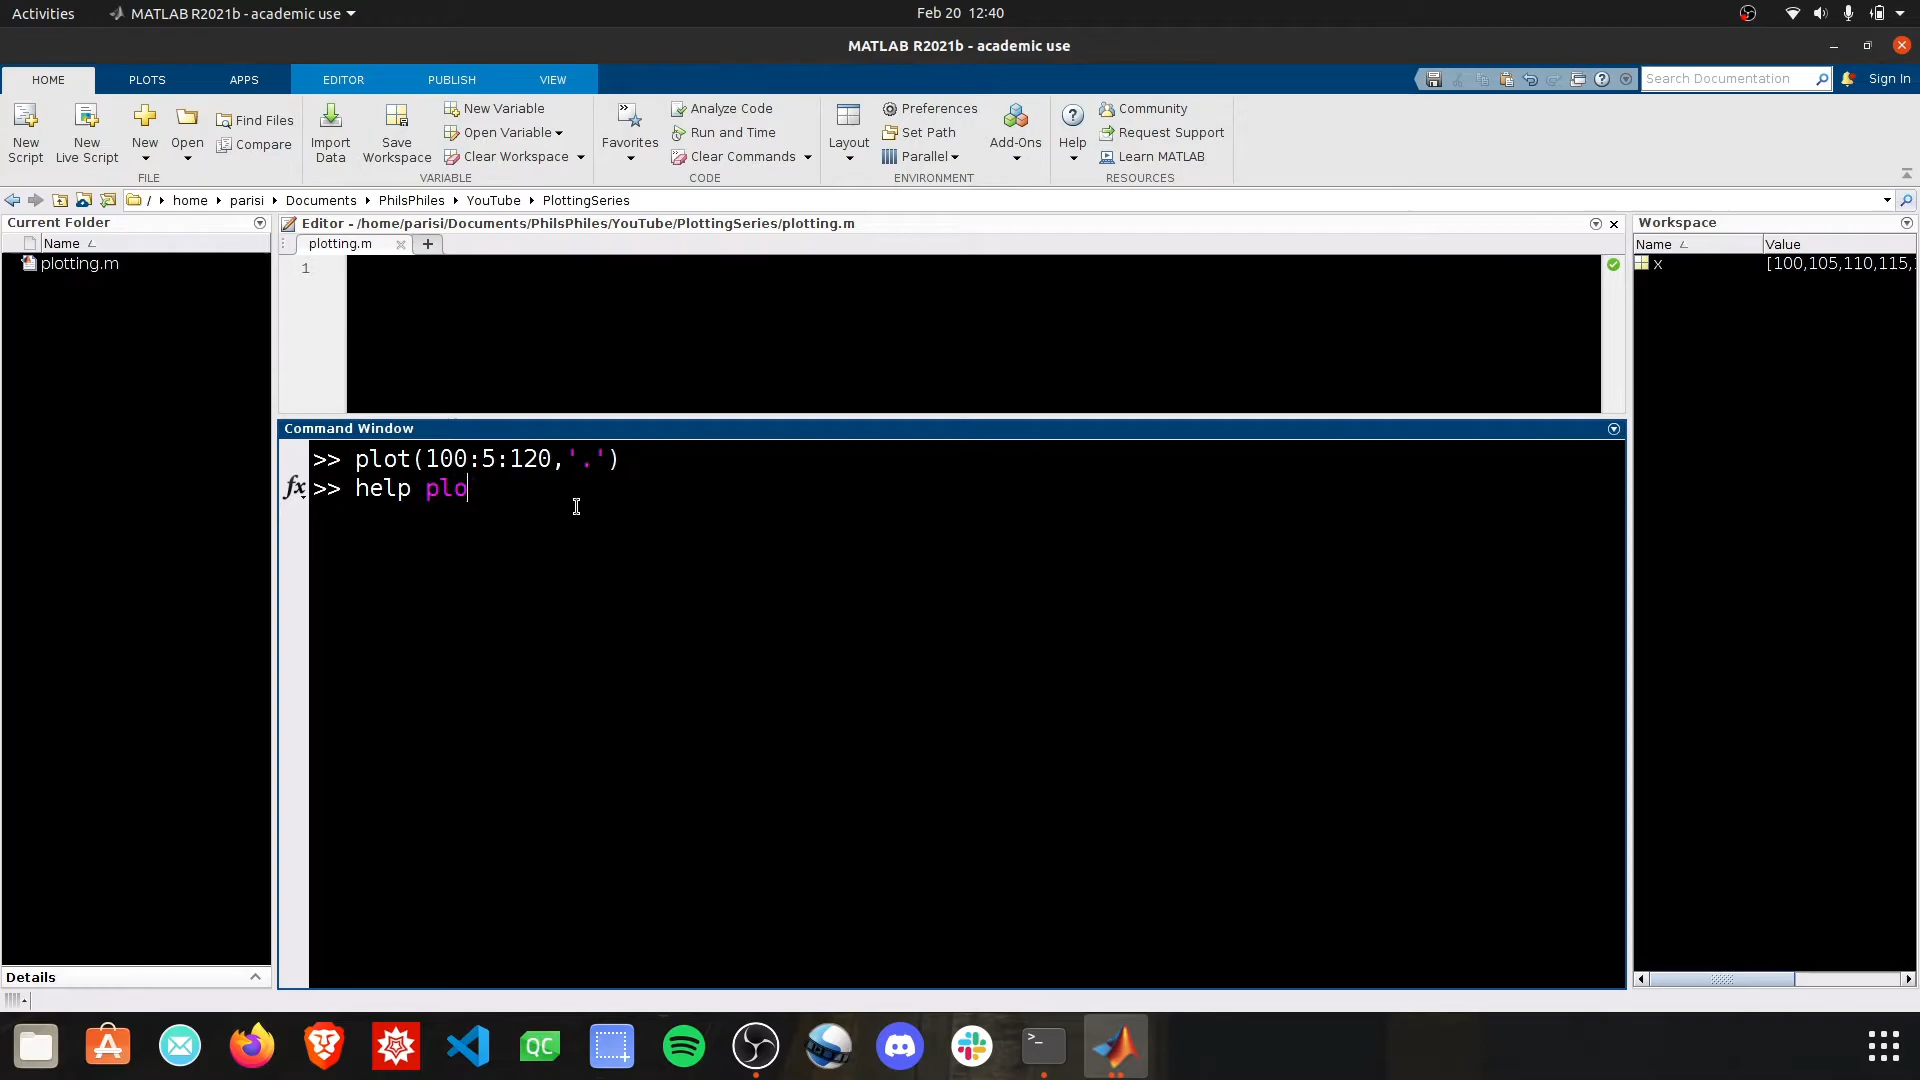 Activities MATLAB R2021b - academic use Feb 20 12:40
MATLAB R2021b - academic use
HOME PLOTS APPS EDITOR PUBLISH VIEW Search Documentation Sign In
New Script
New Live Script
New
Open
Find Files
Compare
FILE
Import Data
Save Workspace
New Variable
Open Variable
Clear Workspace
VARIABLE
Favorites
Analyze Code
Run and Time
Clear Commands
CODE
Layout
Preferences
Set Path
Parallel
Add-Ons
ENVIRONMENT
Help
Community
Request Support
Learn MATLAB
RESOURCES
/ home parisi Documents PhilsPhiles YouTube PlottingSeries
Current Folder
Name
plotting.m
Details
Editor - /home/parisi/Documents/PhilsPhiles/YouTube/PlottingSeries/plotting.m
plotting.m
1
Command Window
>> plot(100:5:120,'.')
fx >> help plo
Workspace
Name Value
x [100,105,110,115,
QC
>_